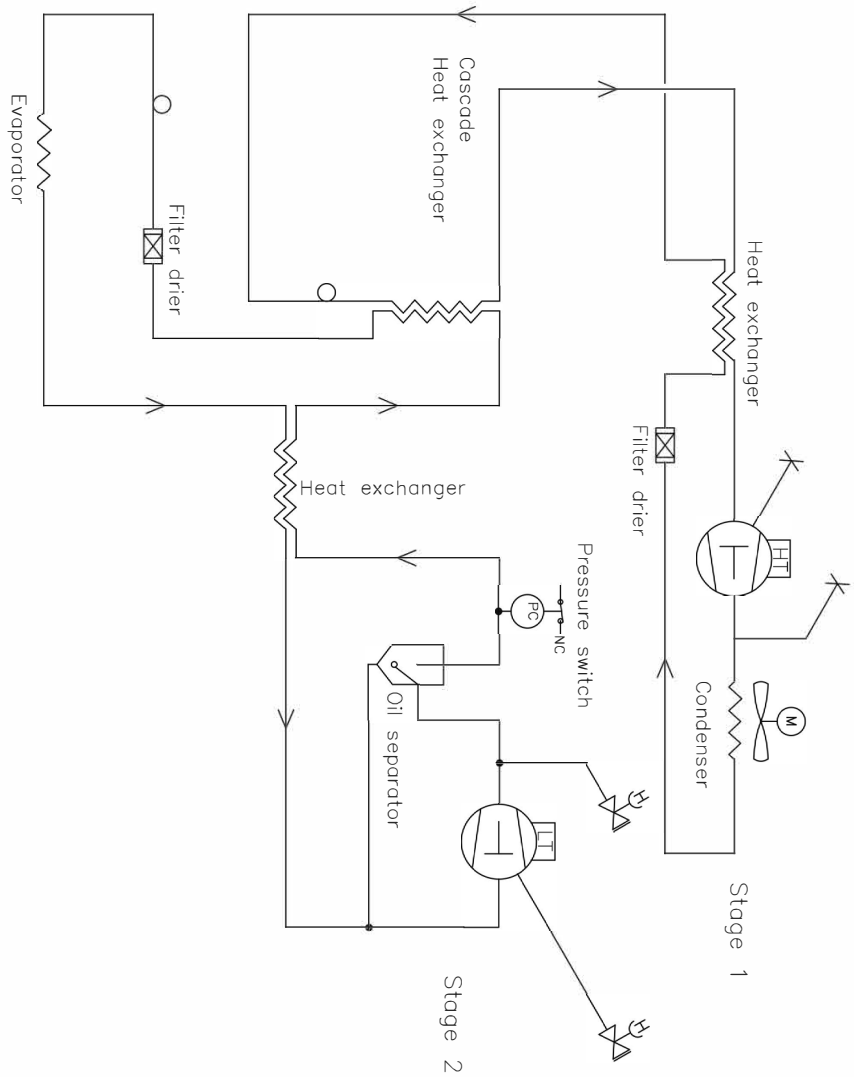 Stage 1
Condenser
M
HT
Heat exchanger
Filter drier
Cascade
Heat exchanger
Stage 2
LT
Pressure switch
PC
NC
Oil separator
Heat exchanger
Filter drier
Evaporator
H
H